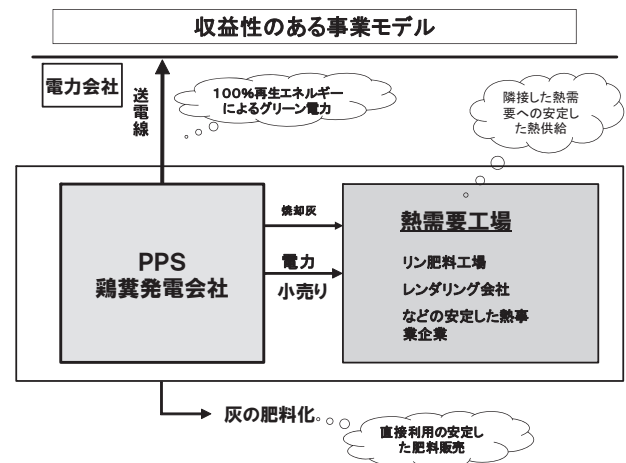 収益性のある事業モデル
電力会社
送電線
100%再生エネルギー
によるグリーン電力
隣接した熱需
要への安定し
た熱供給
PPS
鶏糞発電会社
焼却灰
電力
小売り
熱需要工場
リン肥料工場
レンダリング会社
などの安定した熱事
業企業
灰の肥料化。
直接利用の安定し
た肥料販売